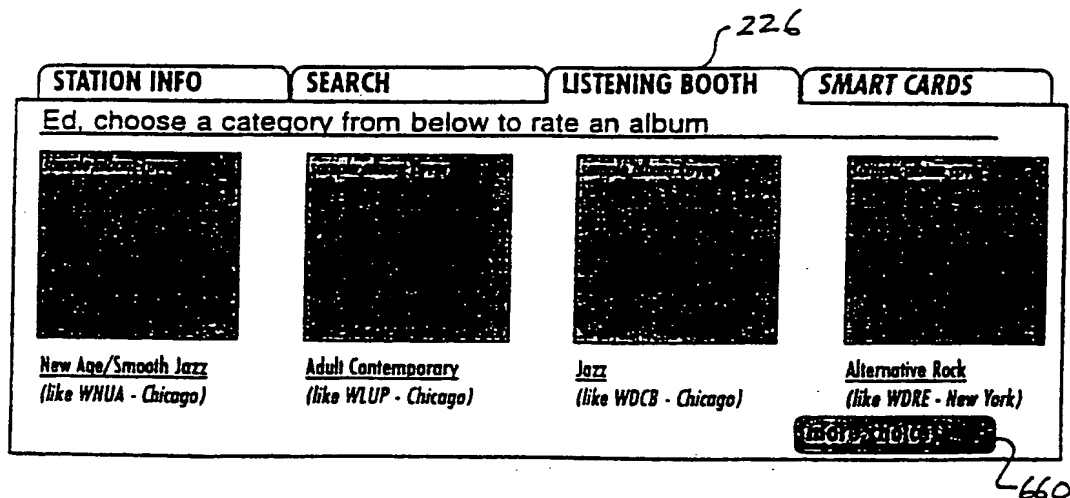 226
STATION INFO SEARCH LISTENING BOOTH SMART CARDS
Ed, choose a category from below to rate an album
New Age/Smooth Jazz Adult Contemporary Jazz Alternative Rock
(like WNUA - Chicago) (like WLUP - Chicago) (like WDCB - Chicago) (like WDRE - New York)
660